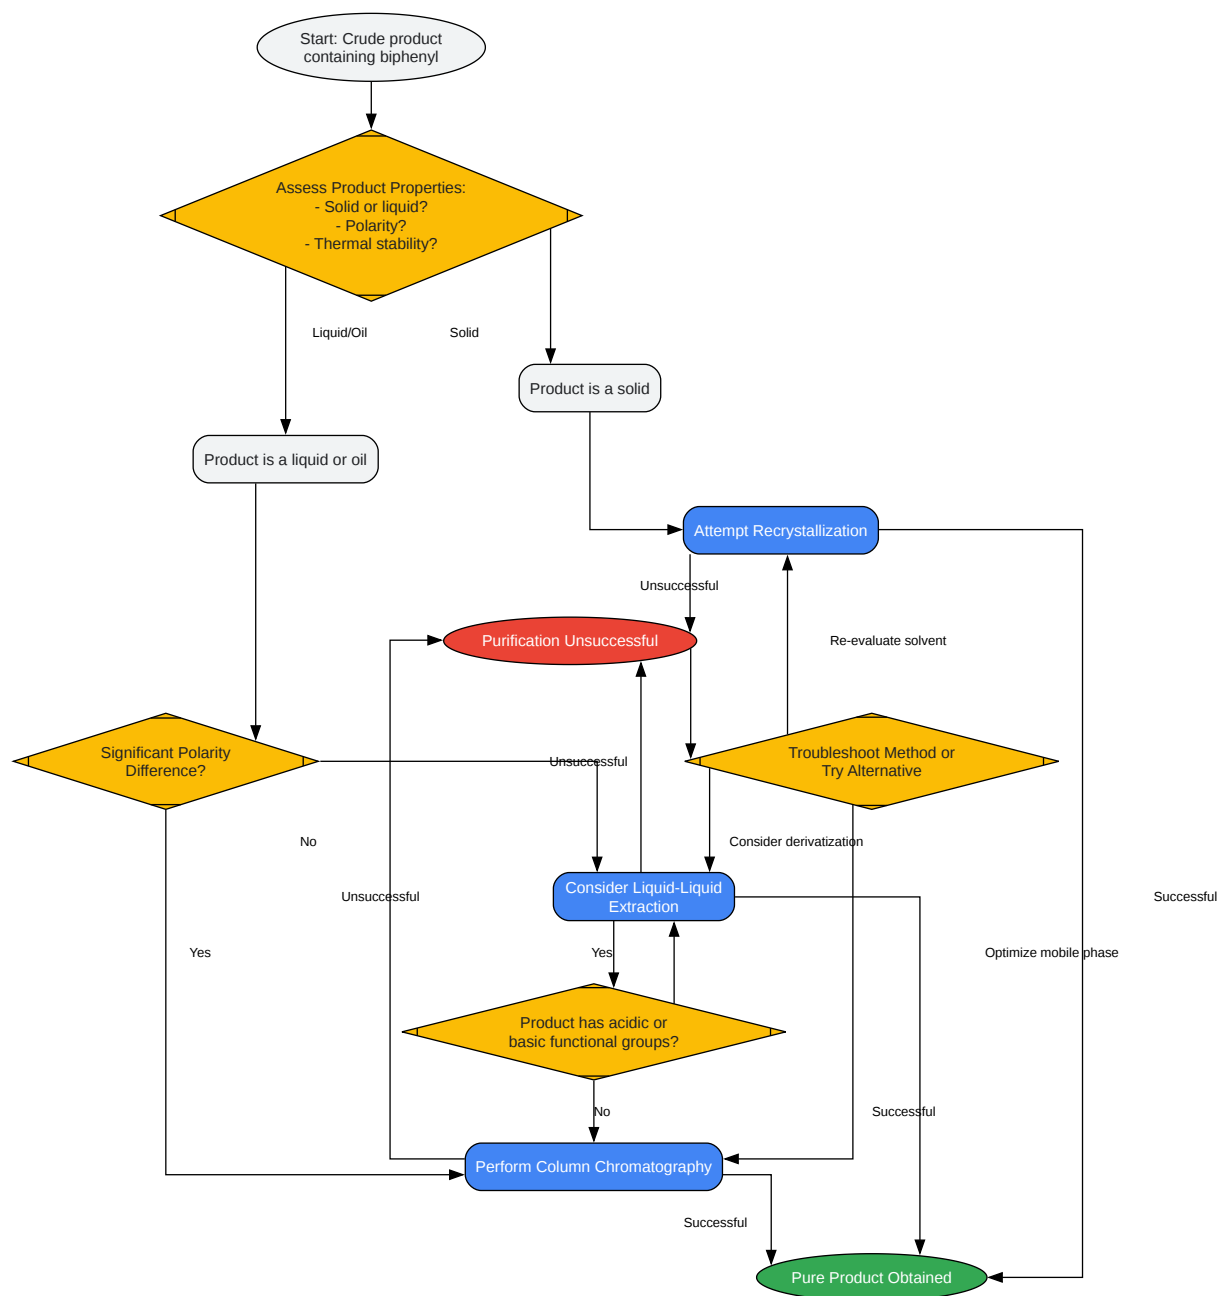 Start: Crude product
containing biphenyl
Assess Product Properties:
- Solid or liquid?
- Polarity?
- Thermal stability?
Liquid/Oil
Solid
Product is a solid
Product is a liquid or oil
Attempt Recrystallization
Unsuccessful
Purification Unsuccessful
Re-evaluate solvent
Significant Polarity
Difference?
Unsuccessful
Troubleshoot Method or
Try Alternative
No
Consider derivatization
Consider Liquid-Liquid
Extraction
Unsuccessful
Successful
Yes
Yes
Optimize mobile phase
Product has acidic or
basic functional groups?
No
Successful
Perform Column Chromatography
Successful
Pure Product Obtained